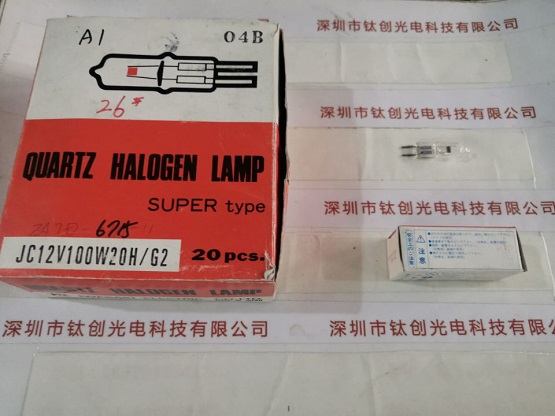 A1
04B
26#
QUARTZ HALOGEN LAMP
SUPER type
JC12V100W20H/G2
20 pcs.
深圳市钛创光电科技有限公司
深圳市钛创光电科技有限公司
深圳市钛创光电科技有限公司
注意
深圳市钛创光电科技有限公司
深圳市钛创光电科技有限公司